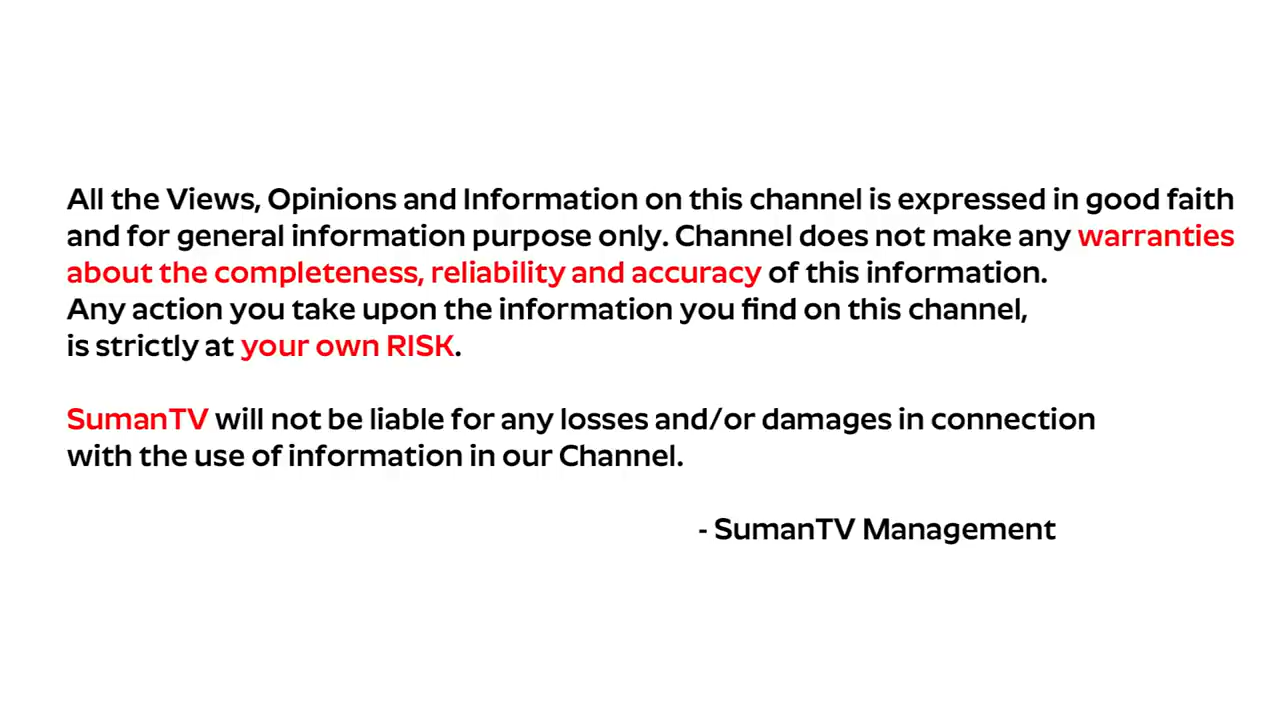 All the Views, Opinions and Information on this channel is expressed in good faith
and for general information purpose only. Channel does not make any warranties
about the completeness, reliability and accuracy of this information.
Any action you take upon the information you find on this channel,
is strictly at your own RISK.
SumanTV will not be liable for any losses and/or damages in connection
with the use of information in our Channel.
- SumanTV Management